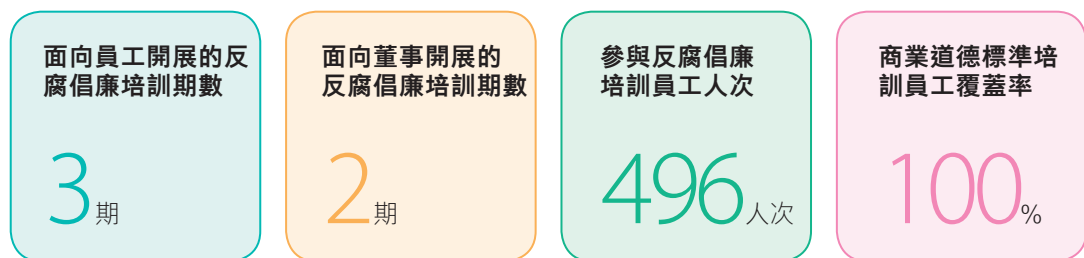 面向員工開展的反
腐倡廉培訓期數
3期
面向董事開展的
反腐倡廉培訓期數
2期
參與反腐倡廉
培訓員工人次
496人次
商業道德標準培
訓員工覆蓋率
100%